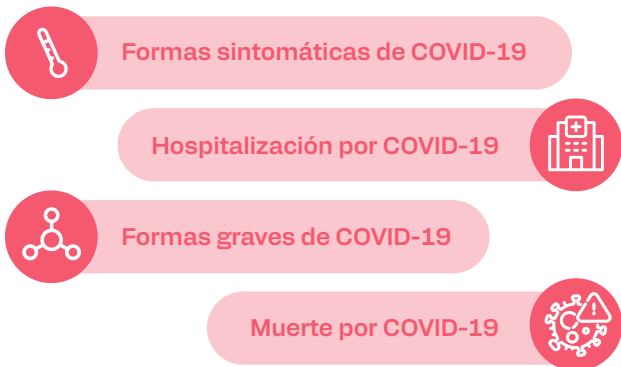 Formas sintomáticas de COVID-19
Hospitalización por COVID-19
Formas graves de COVID-19
Muerte por COVID-19